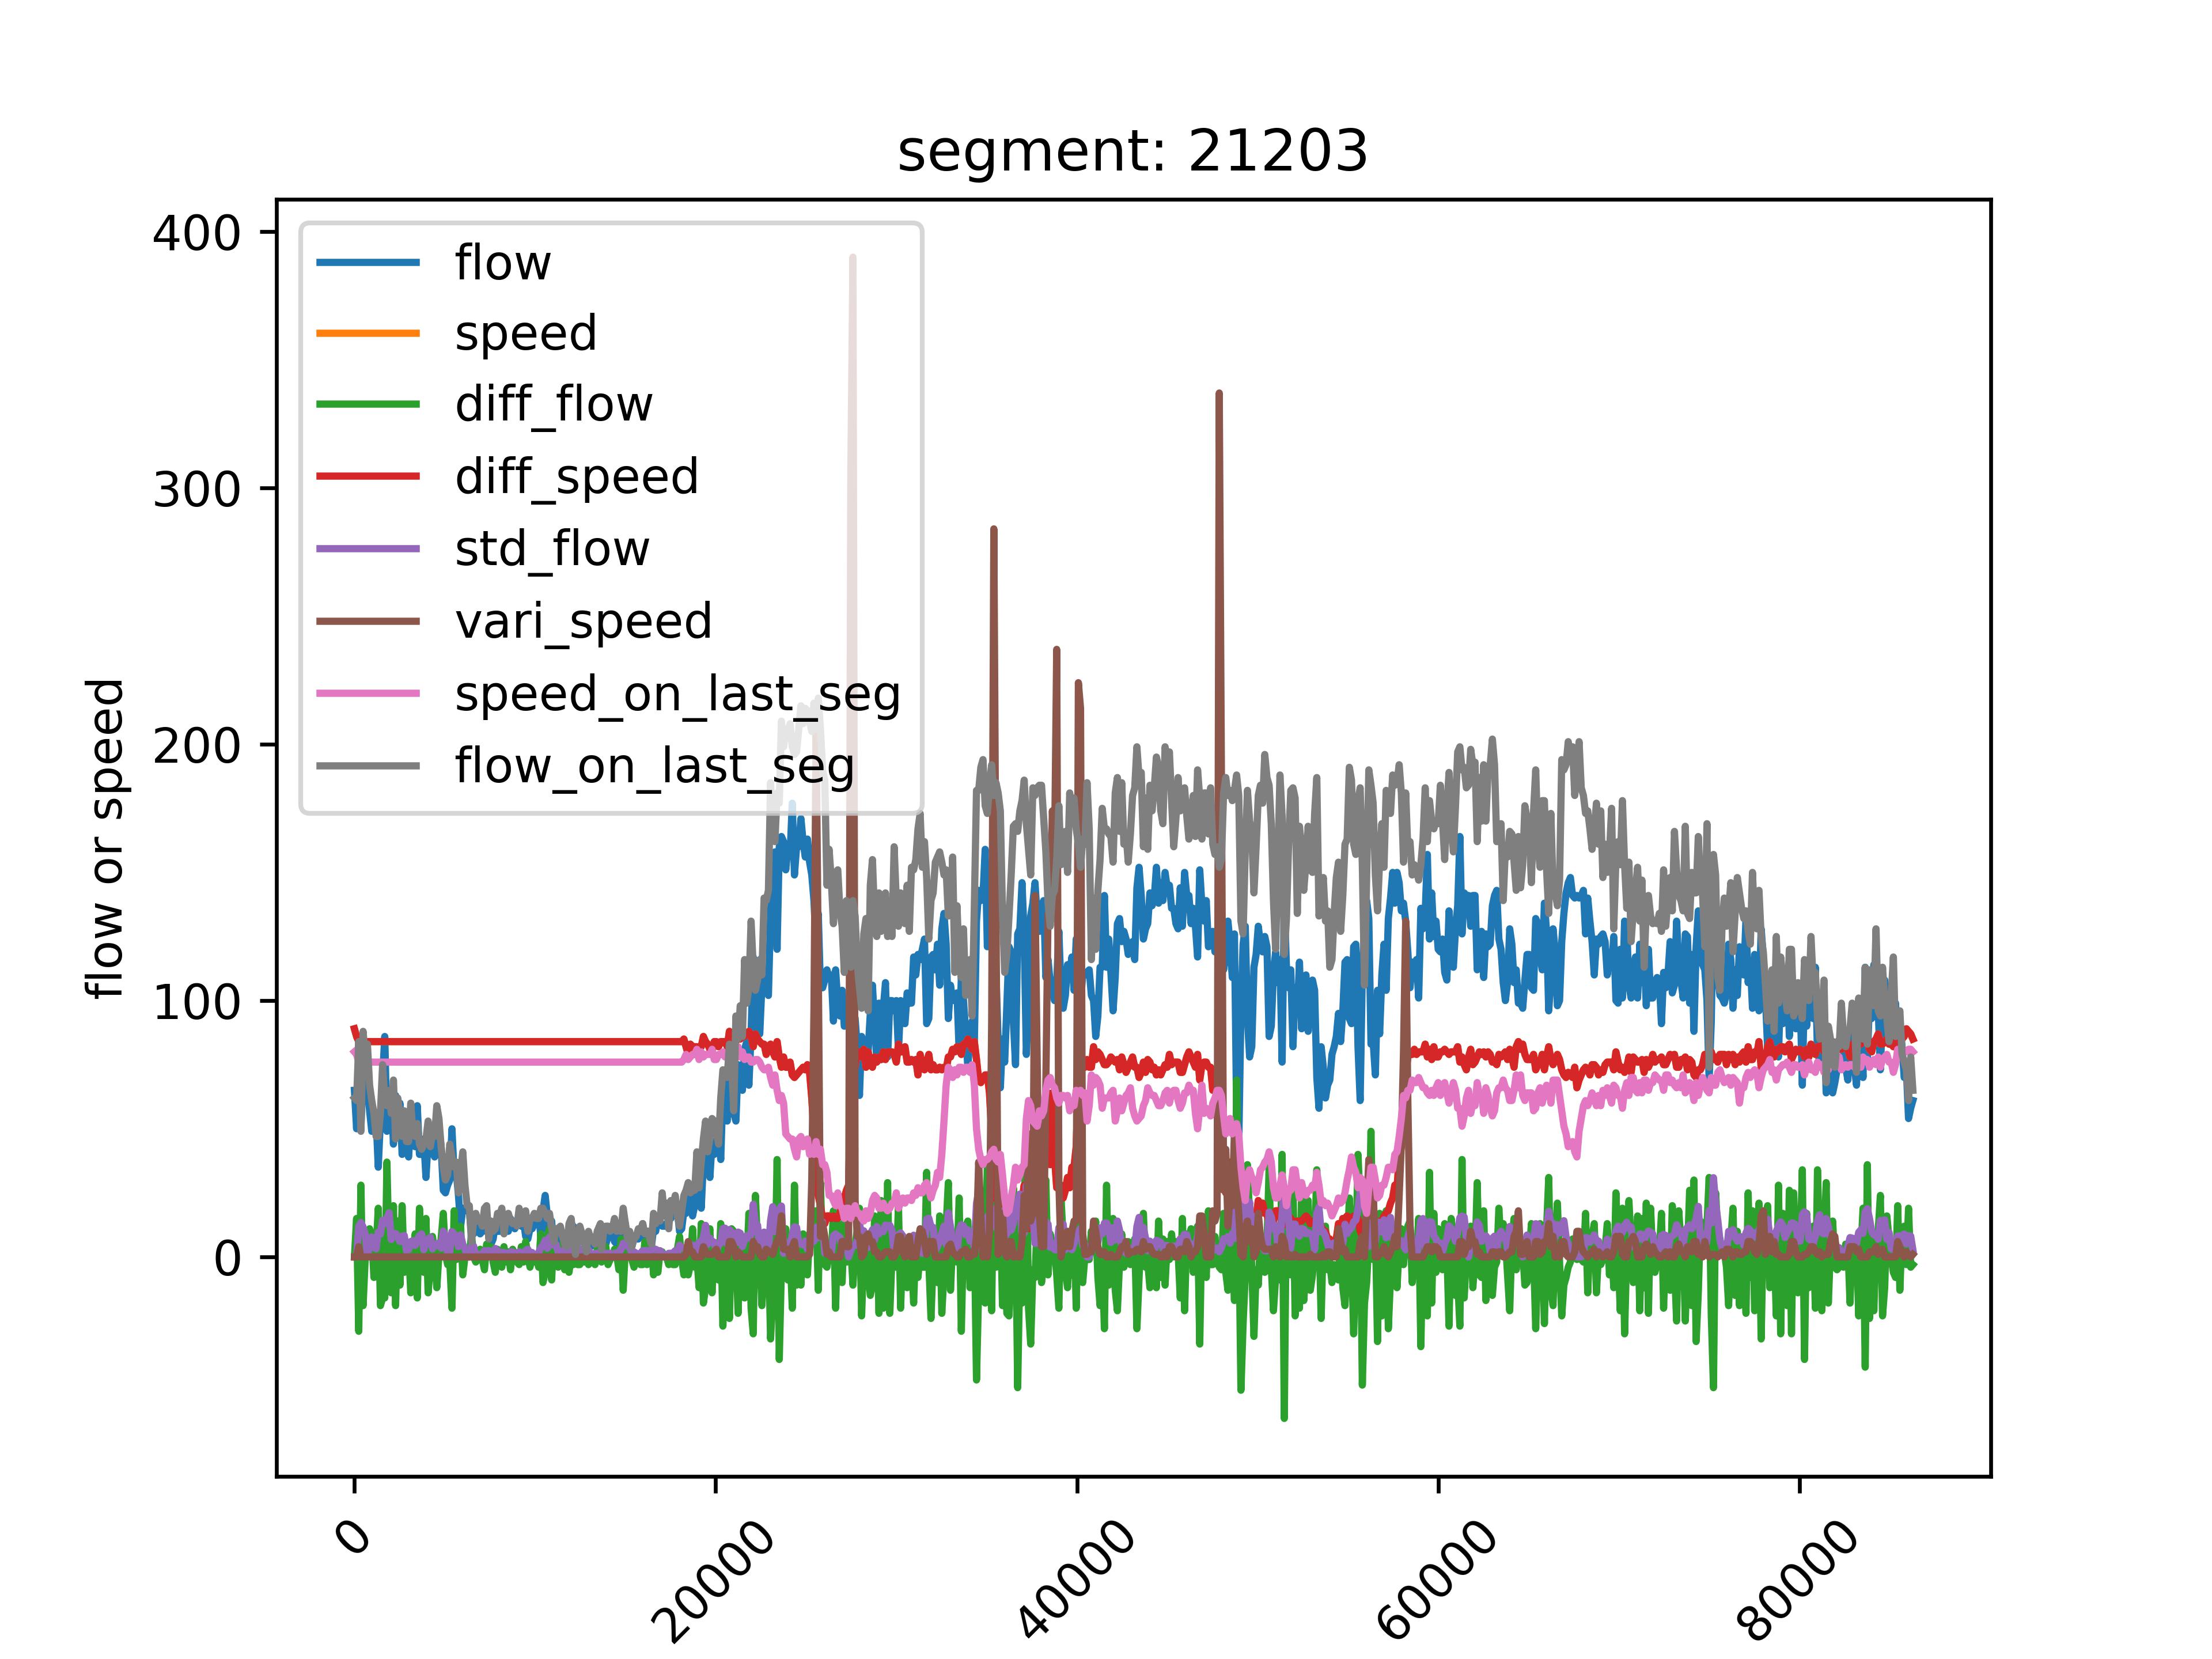 segment: 21203
400
300
200
100
0
flow or speed
flow
speed
diff_flow
diff_speed
std_flow
vari_speed
speed_on_last_seg
flow_on_last_seg
0
20000
40000
60000
80000